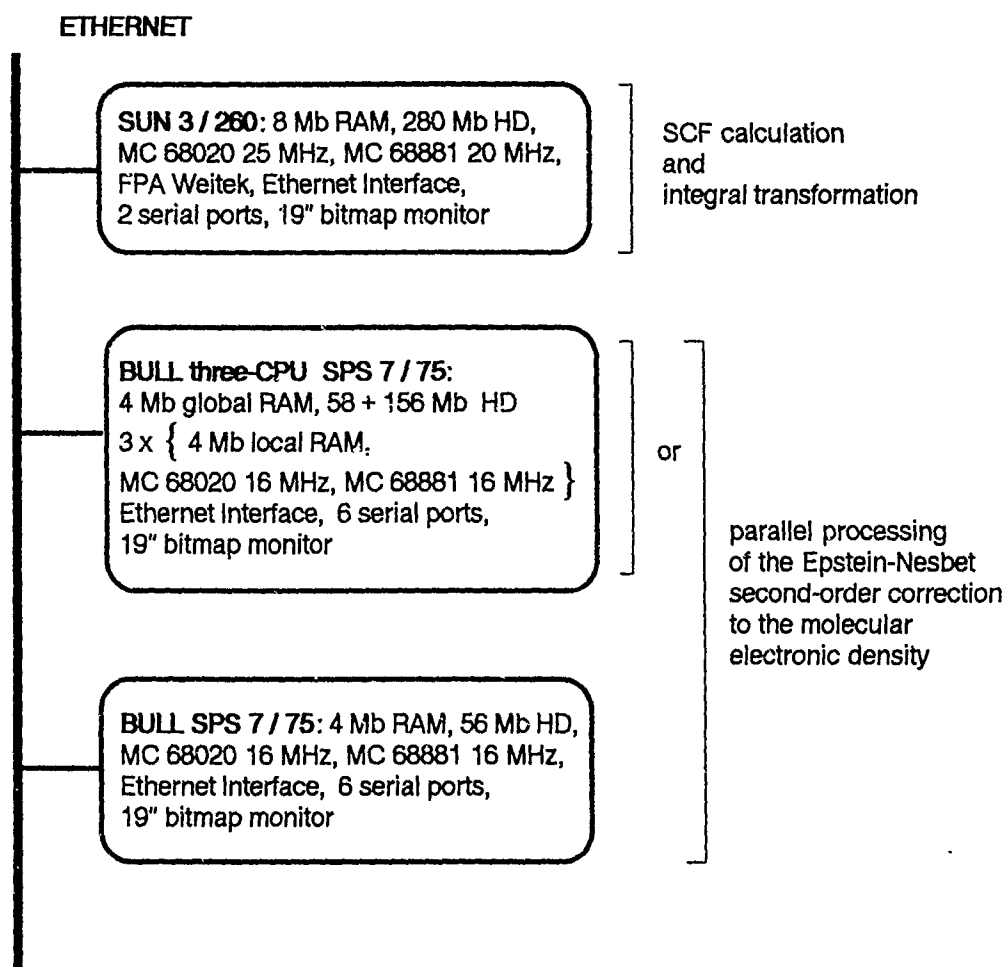 ETHERNET
SUN 3 / 260: 8 Mb RAM, 280 Mb HD,
MC 68020 25 MHz, MC 68881 20 MHz,
FPA Weitek, Ethernet Interface,
2 serial ports, 19" bitmap monitor
SCF calculation
and
integral transformation
BULL three-CPU SPS 7 / 75:
4 Mb global RAM, 58 + 156 Mb HD
3 x { 4 Mb local RAM,
MC 68020 16 MHz, MC 68881 16 MHz }
Ethernet Interface, 6 serial ports,
19" bitmap monitor
or
parallel processing
of the Epstein-Nesbet
second-order correction
to the molecular
electronic density
BULL SPS 7 / 75: 4 Mb RAM, 56 Mb HD,
MC 68020 16 MHz, MC 68881 16 MHz,
Ethernet Interface, 6 serial ports,
19" bitmap monitor